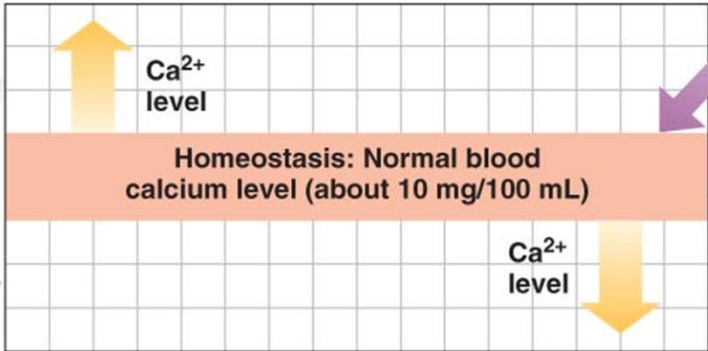 Ca²⁺
level
Homeostasis: Normal blood
calcium level (about 10 mg/100 mL)
Ca²⁺
level